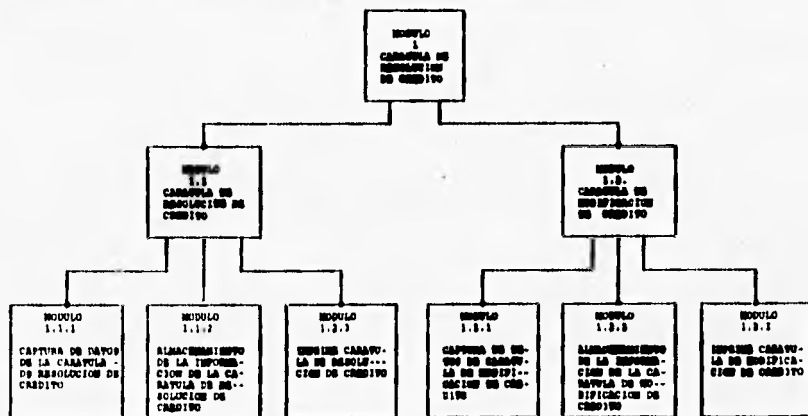 MODULO
1
CARATULA DE
RESOLUCION
DE CREDITO
MODULO
1.1
CARATULA DE
RESOLUCION DE
CREDITO
MODULO
1.2.
CARATULA DE
MODIFICACION
DE CREDITO
MODULO
1.1.1
CAPTURA DE DATOS
DE LA CARATULA -
DE RESOLUCION DE
CREDITO
MODULO
1.1.2
ALMACENAMIENTO
DE LA INFORMA-
CION DE LA CA-
RATULA DE RE--
SOLUCION DE
CREDITO
MODULO
IMPRIME CARATU-
LA DE RESOLU---
CION DE CREDITO
MODULO
1.2.1
CAPTURA DE DA-
TOS DE CARATU-
LA DE MODIFI--
CACION DE CRE-
DITO
MODULO
1.2.2
ALMACENAMIENTO
DE LA INFORMA-
CION DE LA CA-
RATULA DE MO--
DIFICACION DE
CREDITO
MODULO
IMPRIME CARATU-
LA DE MODIFICA-
CION DE CREDITO